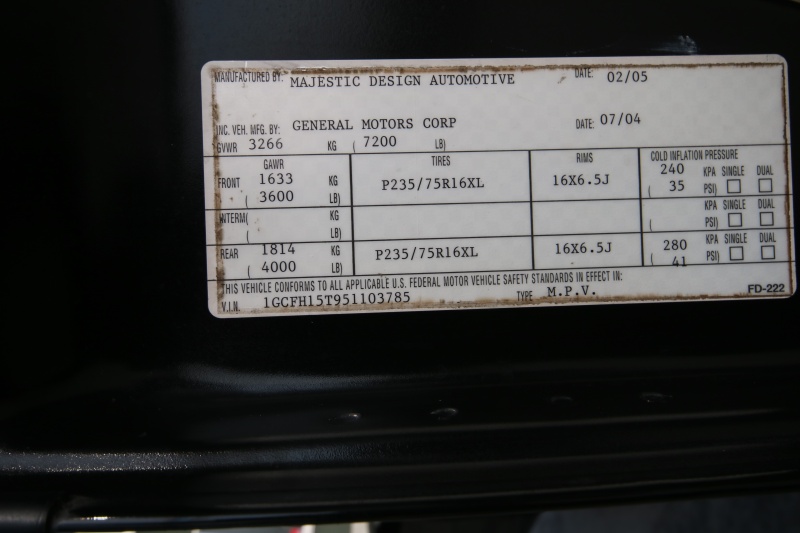 MANUFACTURED BY: MAJESTIC DESIGN AUTOMOTIVE DATE: 02/05
INC. VEH. MFG. BY: GENERAL MOTORS CORP DATE: 07/04
GVWR 3266 KG ( 7200 LB)
GAWR TIRES RIMS COLD INFLATION PRESSURE
FRONT 1633 KG P235/75R16XL 16X6.5J 240 KPA SINGLE DUAL
( 3600 LB) ( 35 PSI)
INTERM( KG KPA SINGLE DUAL
( LB) ( PSI)
REAR 1814 KG P235/75R16XL 16X6.5J 280 KPA SINGLE DUAL
( 4000 LB) ( 41 PSI)
THIS VEHICLE CONFORMS TO ALL APPLICABLE U.S. FEDERAL MOTOR VEHICLE SAFETY STANDARDS IN EFFECT IN:
V.I.N. 1GCFH15T951103785 TYPE M.P.V. FD-222